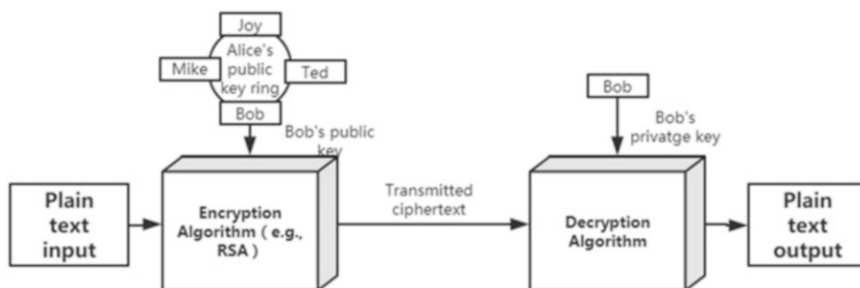 Joy
Alice's
public
key ring
Mike
Ted
Bob
Bob's public
key
Bob
Bob's
privatge key
Plain
text
input
Encryption
Algorithm ( e.g.,
RSA )
Transmitted
ciphertext
Decryption
Algorithm
Plain
text
output